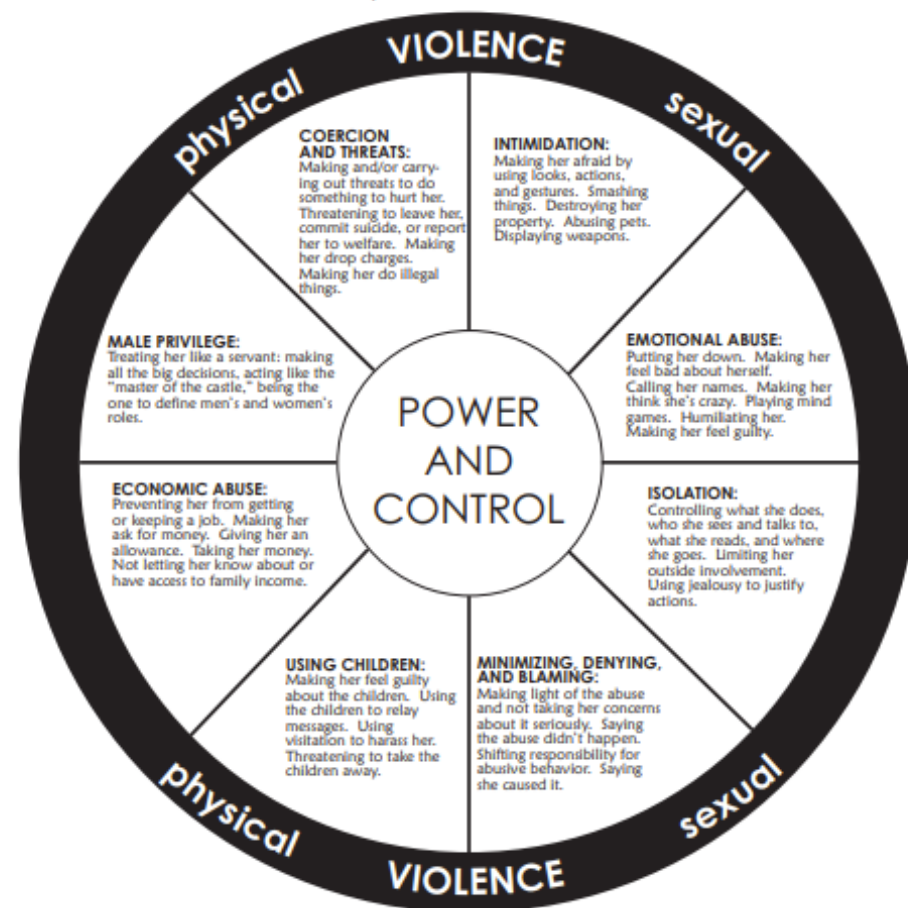 physical VIOLENCE sexual
COERCION
AND THREATS:
Making and/or carry-
ing out threats to do
something to hurt her.
Threatening to leave her,
commit suicide, or report
her to welfare. Making
her drop charges.
Making her do illegal
things.
INTIMIDATION:
Making her afraid by
using looks, actions,
and gestures. Smashing
things. Destroying her
property. Abusing pets.
Displaying weapons.
MALE PRIVILEGE:
Treating her like a servant: making
all the big decisions, acting like the
"master of the castle," being the
one to define men's and women's
roles.
EMOTIONAL ABUSE:
Putting her down. Making her
feel bad about herself.
Calling her names. Making her
think she's crazy. Playing mind
games. Humiliating her.
Making her feel guilty.
POWER
AND
CONTROL
ECONOMIC ABUSE:
Preventing her from getting
or keeping a job. Making her
ask for money. Giving her an
allowance. Taking her money.
Not letting her know about or
have access to family income.
ISOLATION:
Controlling what she does,
who she sees and talks to,
what she reads, and where
she goes. Limiting her
outside involvement.
Using jealousy to justify
actions.
USING CHILDREN:
Making her feel guilty
about the children. Using
the children to relay
messages. Using
visitation to harass her.
Threatening to take the
children away.
MINIMIZING, DENYING,
AND BLAMING:
Making light of the abuse
and not taking her concerns
about it seriously. Saying
the abuse didn't happen.
Shifting responsibility for
abusive behavior. Saying
she caused it.
physical VIOLENCE sexual